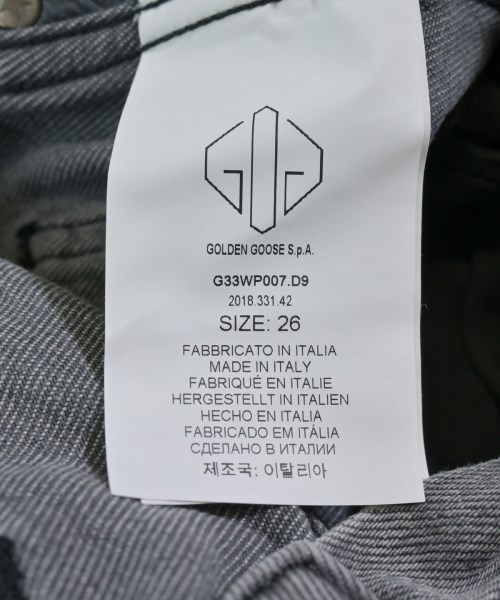 GOLDEN GOOSE S.p.A.
G33WP007.D9
2018.331.42
SIZE: 26
FABBRICATO IN ITALIA
MADE IN ITALY
FABRIQUÉ EN ITALIE
HERGESTELLT IN ITALIEN
HECHO EN ITALIA
FABRICADO EM ITÁLIA
СДЕЛАНО В ИТАЛИИ
제조국: 이탈리아